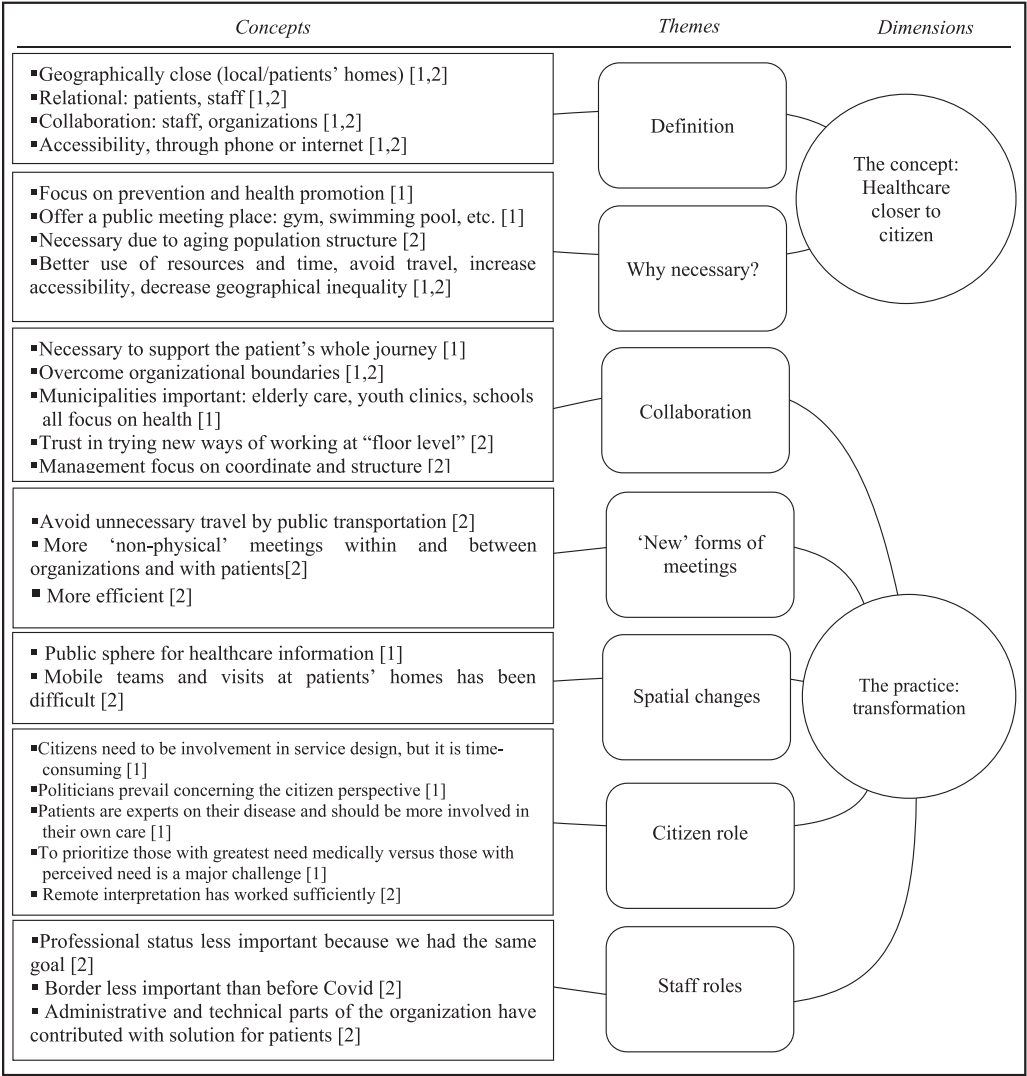 Concepts
Themes
Dimensions
▪Geographically close (local/patients’ homes) [1,2]
▪Relational: patients, staff [1,2]
▪Collaboration: staff, organizations [1,2]
▪Accessibility, through phone or internet [1,2]
Definition
▪Focus on prevention and health promotion [1]
▪Offer a public meeting place: gym, swimming pool, etc. [1]
▪Necessary due to aging population structure [2]
▪Better use of resources and time, avoid travel, increase
accessibility, decrease geographical inequality [1,2]
Why necessary?
The concept:
Healthcare
closer to
citizen
▪Necessary to support the patient’s whole journey [1]
▪Overcome organizational boundaries [1,2]
▪Municipalities important: elderly care, youth clinics, schools
all focus on health [1]
▪Trust in trying new ways of working at “floor level” [2]
▪Management focus on coordinate and structure [2]
Collaboration
▪Avoid unnecessary travel by public transportation [2]
▪ More ‘non-physical’ meetings within and between
organizations and with patients[2]
▪ More efficient [2]
‘New’ forms of
meetings
▪ Public sphere for healthcare information [1]
▪ Mobile teams and visits at patients’ homes has been
difficult [2]
Spatial changes
▪Citizens need to be involvement in service design, but it is time-
consuming [1]
▪Politicians prevail concerning the citizen perspective [1]
▪Patients are experts on their disease and should be more involved in
their own care [1]
▪To prioritize those with greatest need medically versus those with
perceived need is a major challenge [1]
▪ Remote interpretation has worked sufficiently [2]
Citizen role
▪Professional status less important because we had the same
goal [2]
▪ Border less important than before Covid [2]
▪ Administrative and technical parts of the organization have
contributed with solution for patients [2]
Staff roles
The practice:
transformation